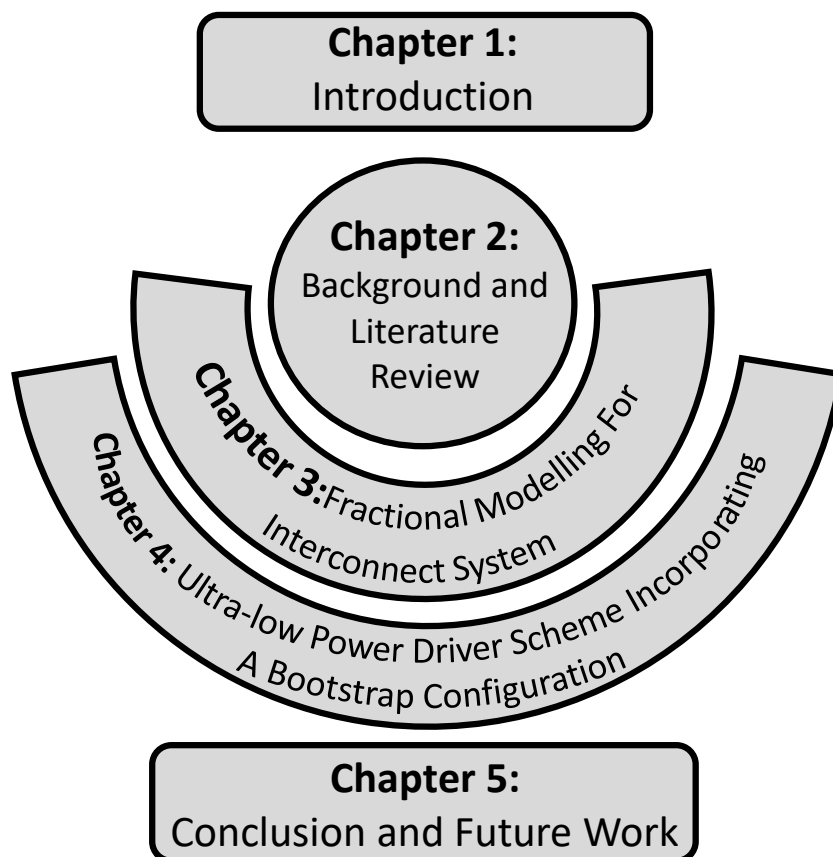 Chapter 1:
Introduction
Chapter 2:
Background and
Literature
Review
Chapter 3:Fractional Modelling For
Interconnect System
Chapter 4: Ultra-low Power Driver Scheme Incorporating
A Bootstrap Configuration
Chapter 5:
Conclusion and Future Work